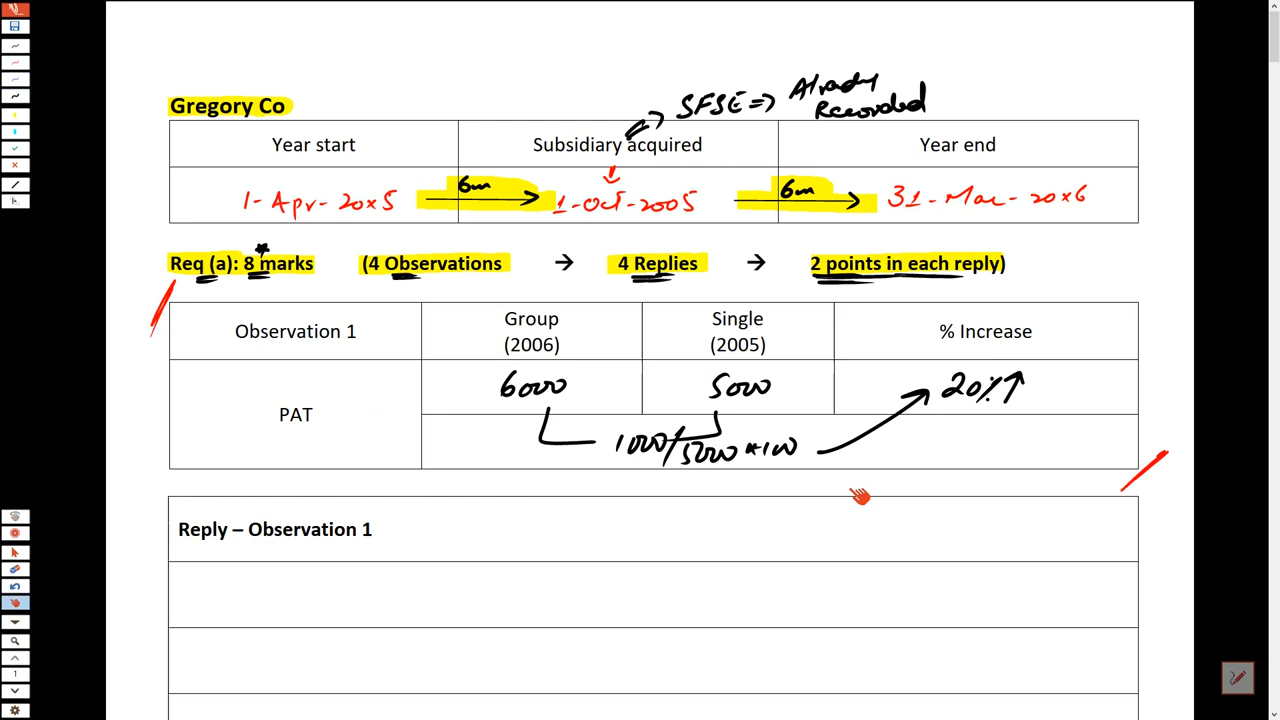 SFSE => Already
Recorded
Gregory Co
Year start Subsidiary acquired Year end
6m 6m
1-Apr-20x5 1-Oct-2005 31-Mac-20x6
Req (a): 8 marks (4 Observations → 4 Replies → 2 points in each reply)
Observation 1 Group (2006) Single (2005) % Increase
PAT 6000 5000 20%↑
1000/5000*100
Reply – Observation 1
1